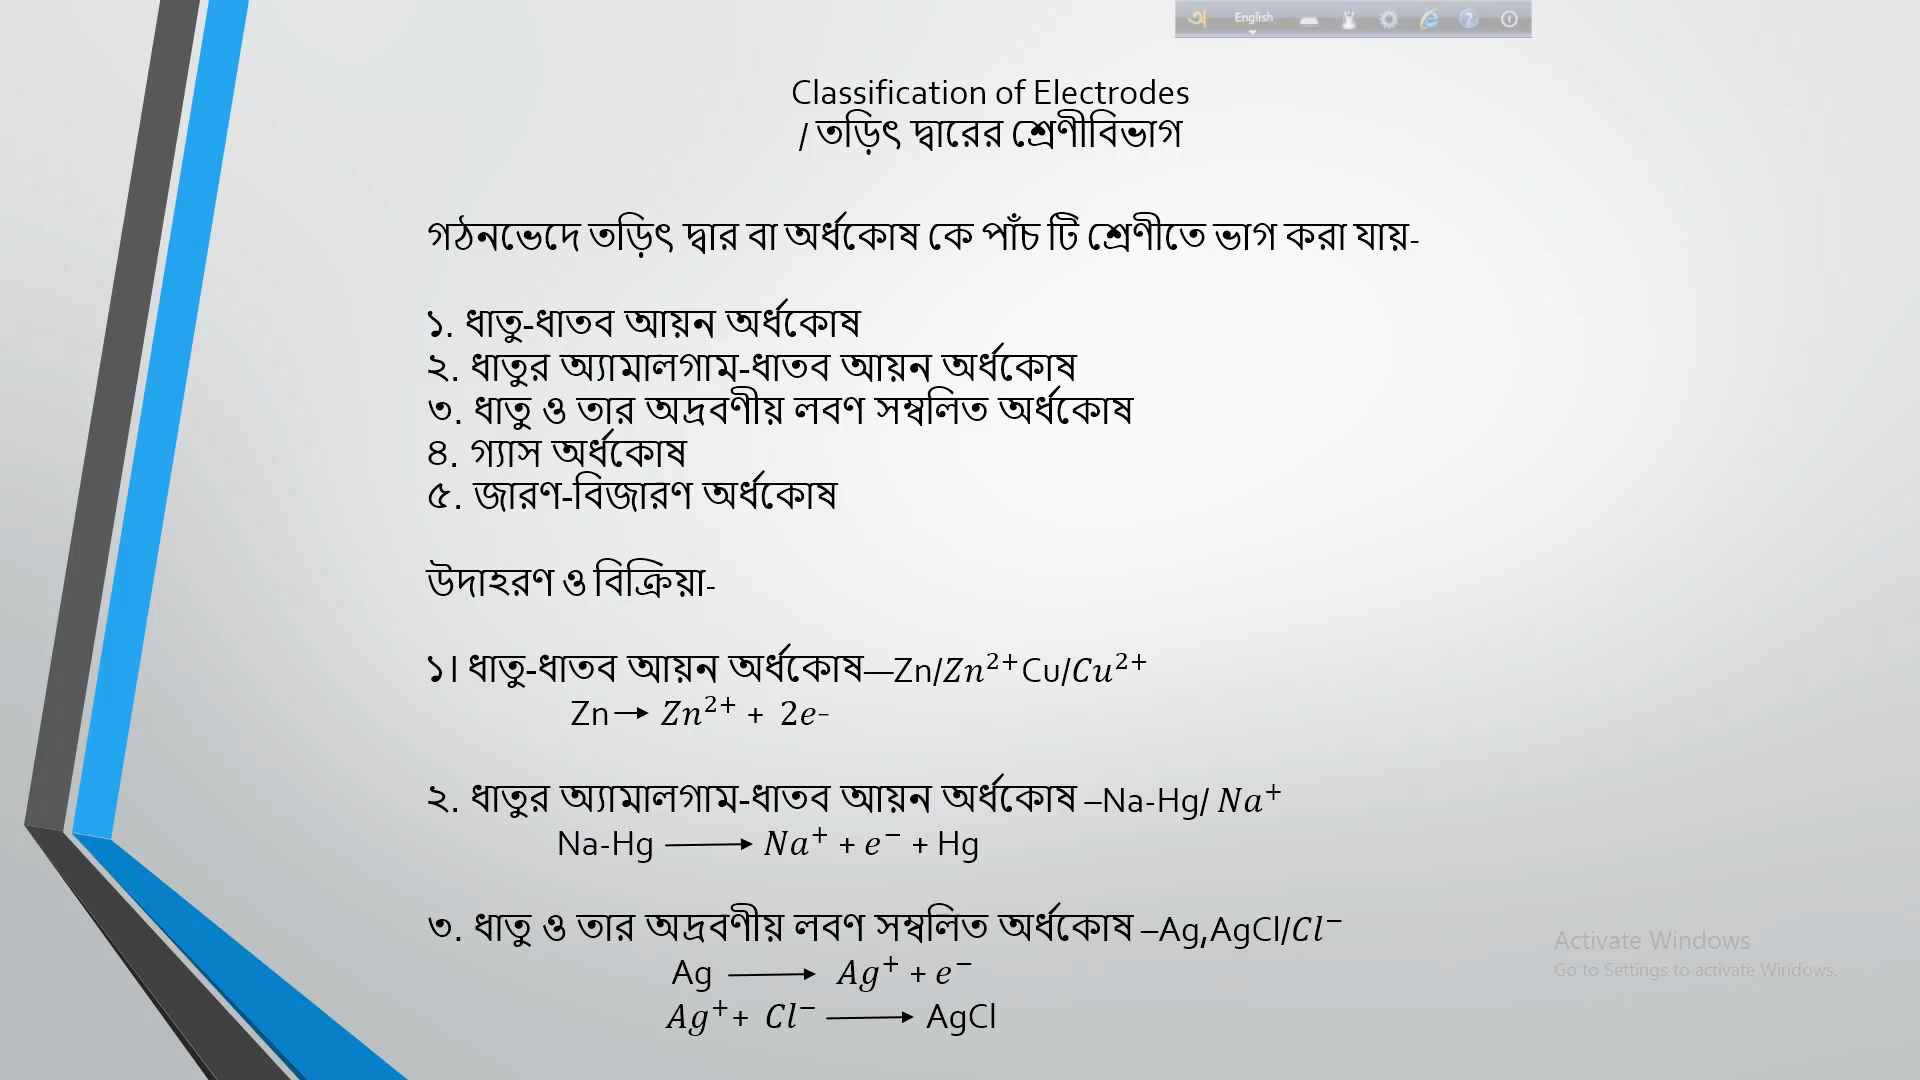 English
Classification of Electrodes
/ তড়িৎ দ্বারের শ্রেণীবিভাগ
গঠনভেদে তড়িৎ দ্বার বা অর্ধকোষ কে পাঁচ টি শ্রেণীতে ভাগ করা যায়-
১. ধাতু-ধাতব আয়ন অর্ধকোষ
২. ধাতুর অ্যামালগাম-ধাতব আয়ন অর্ধকোষ
৩. ধাতু ও তার অদ্রবণীয় লবণ সম্বলিত অর্ধকোষ
৪. গ্যাস অর্ধকোষ
৫. জারণ-বিজারণ অর্ধকোষ
উদাহরণ ও বিক্রিয়া-
১। ধাতু-ধাতব আয়ন অর্ধকোষ—Zn/Zn²⁺Cu/Cu²⁺
Zn→ Zn²⁺ + 2e-
২. ধাতুর অ্যামালগাম-ধাতব আয়ন অর্ধকোষ –Na-Hg/ Na⁺
Na-Hg → Na⁺ + e⁻ + Hg
৩. ধাতু ও তার অদ্রবণীয় লবণ সম্বলিত অর্ধকোষ –Ag,AgCl/Cl⁻
Ag → Ag⁺ + e⁻
Ag⁺+ Cl⁻ → AgCl
Activate Windows
Go to Settings to activate Windows.